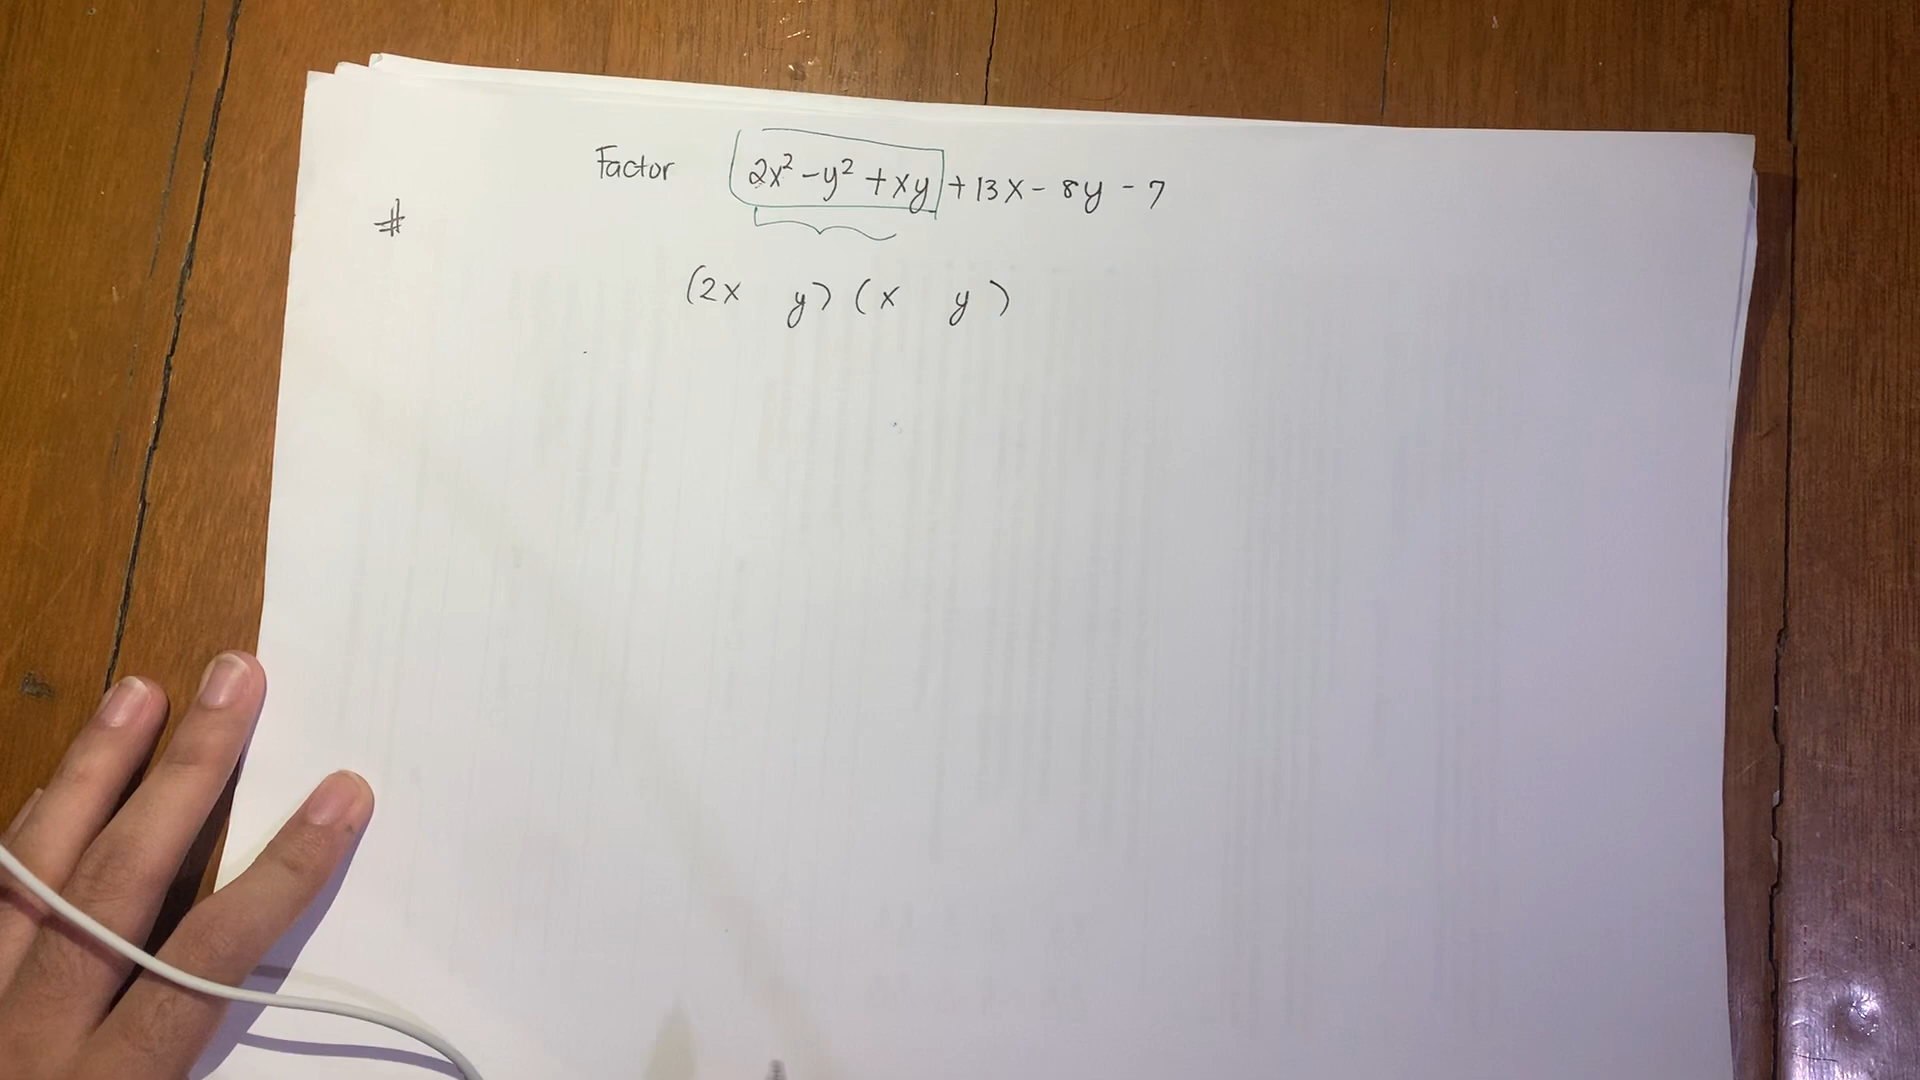 Factor 2x² - y² + xy + 13x - 8y - 7
#
(2x y) (x y)